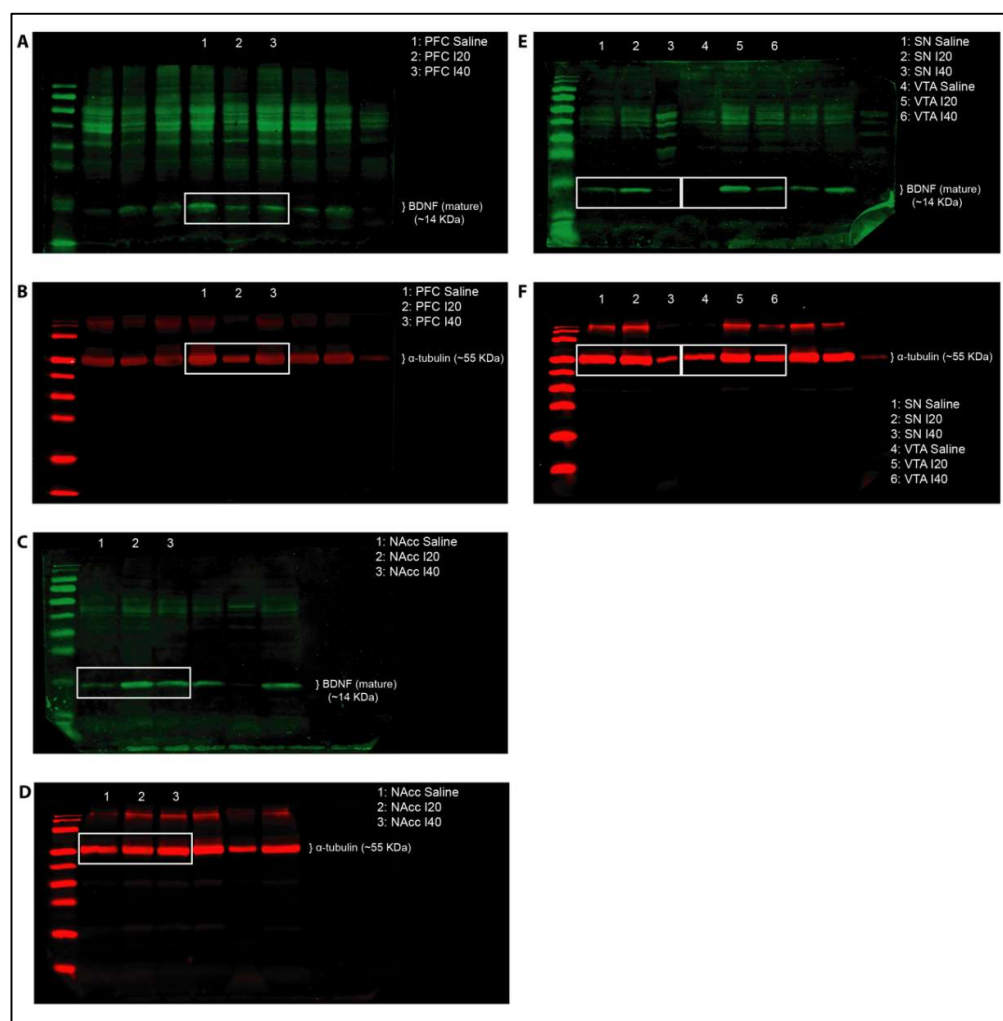 A
1 2 3
1: PFC Saline
2: PFC I20
3: PFC I40
} BDNF (mature)
(~14 KDa)
B
1 2 3
1: PFC Saline
2: PFC I20
3: PFC I40
} α-tubulin (~55 KDa)
C
1 2 3
1: NAcc Saline
2: NAcc I20
3: NAcc I40
} BDNF (mature)
(~14 KDa)
D
1 2 3
1: NAcc Saline
2: NAcc I20
3: NAcc I40
} α-tubulin (~55 KDa)
E
1 2 3 4 5 6
1: SN Saline
2: SN I20
3: SN I40
4: VTA Saline
5: VTA I20
6: VTA I40
} BDNF (mature)
(~14 KDa)
F
1 2 3 4 5 6
} α-tubulin (~55 KDa)
1: SN Saline
2: SN I20
3: SN I40
4: VTA Saline
5: VTA I20
6: VTA I40